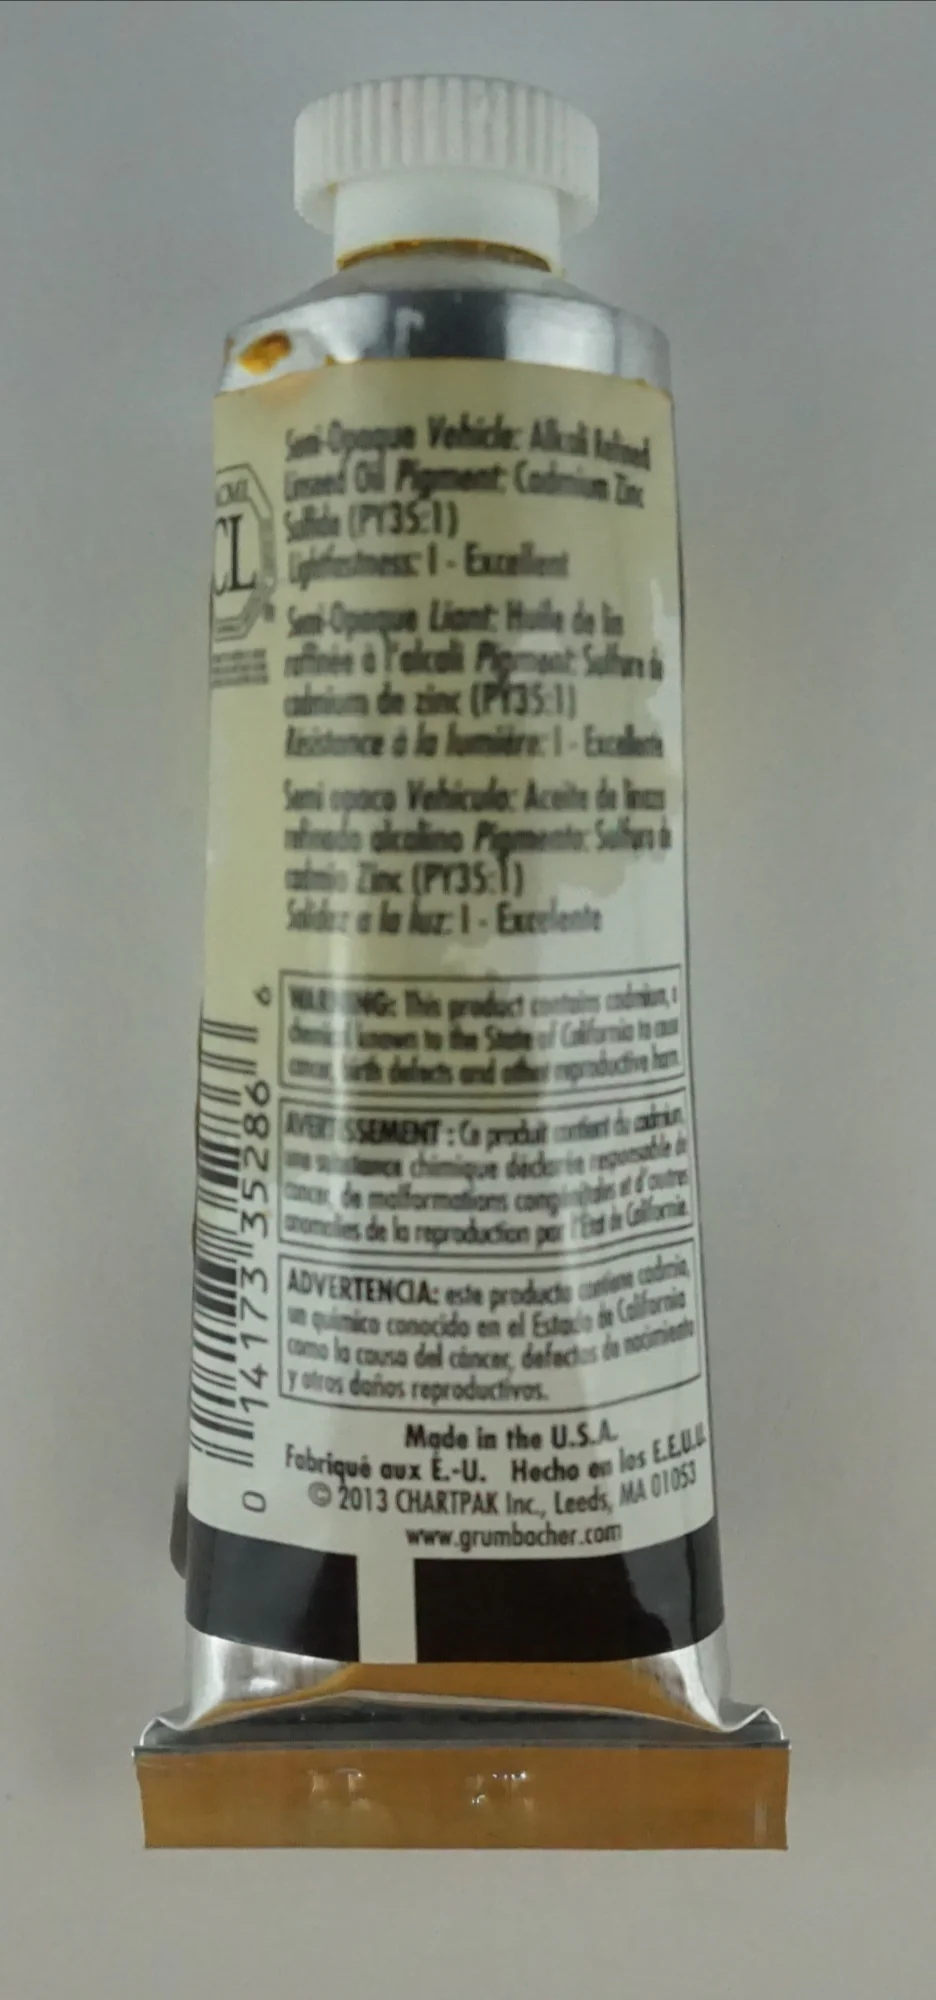 CL
Semi-Opaque Vehicle: Alkali Refined
Linseed Oil Pigment: Cadmium Zinc
Sulfide (PY35:1)
Lightfastness: I - Excellent
Semi-Opaque Liant: Huile de lin
raffinée à l'alcali Pigment: Sulfure de
cadmium de zinc (PY35:1)
Résistance à la lumière: I - Excellente
Semi opaco Vehículo: Aceite de linaza
refinado alcalino Pigmento: Sulfuro de
cadmio Zinc (PY35:1)
Solidez a la luz: I - Excelente
WARNING: This product contains cadmium, a
chemical known to the State of California to cause
cancer, birth defects and other reproductive harm.
AVERTISSEMENT : Ce produit contient du cadmium,
une substance chimique déclarée responsable de
cancer, de malformations congénitales et d'autres
anomalies de la reproduction par l'État de Californie.
ADVERTENCIA: este producto contiene cadmio,
un químico conocido en el Estado de California
como la causa del cáncer, defectos de nacimiento
y otros daños reproductivos.
Made in the U.S.A.
Fabriqué aux É.-U. Hecho en los E.E.U.U.
© 2013 CHARTPAK Inc., Leeds, MA 01053
www.grumbacher.com
0 14173 35286 6